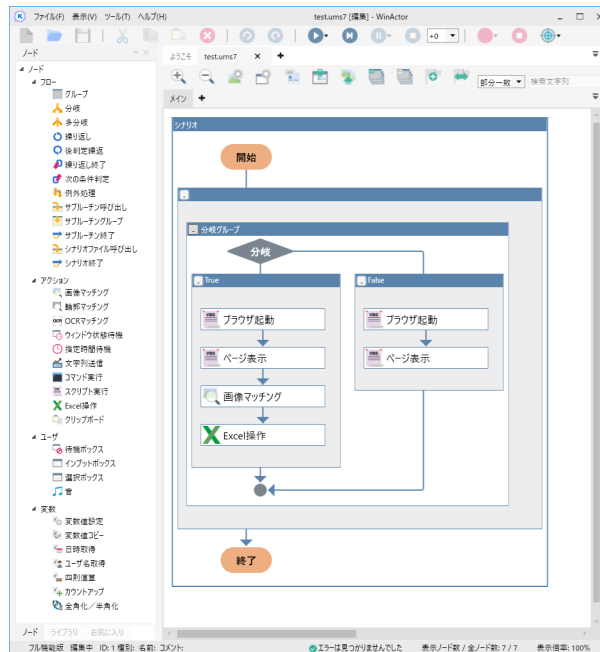 ファイル(F) 表示(V) ツール(T) ヘルプ(H) test.ums7 [編集] - WinActor
+0
ノード
ようこそ test.ums7 × +
部分一致 検索文字列
メイン +
ノード
フロー
グループ
分岐
多分岐
繰り返し
後判定繰返
繰り返し終了
次の条件判定
例外処理
サブルーチン呼び出し
サブルーチングループ
サブルーチン終了
シナリオファイル呼び出し
シナリオ終了
アクション
画像マッチング
輪郭マッチング
OCRマッチング
ウィンドウ状態待機
指定時間待機
文字列送信
コマンド実行
スクリプト実行
Excel操作
クリップボード
ユーザ
待機ボックス
インプットボックス
選択ボックス
音
変数
変数値設定
変数値コピー
日時取得
ユーザ名取得
四則演算
カウントアップ
全角化／半角化
シナリオ
開始
分岐グループ
分岐
True
False
ブラウザ起動
ページ表示
画像マッチング
Excel操作
ブラウザ起動
ページ表示
終了
ノード ライブラリ お気に入り
フル機能版 編集中 ID: 1 種別: 名前: コメント: エラーは見つかりませんでした 表示ノード数 / 全ノード数: 7 / 7 表示倍率: 100%